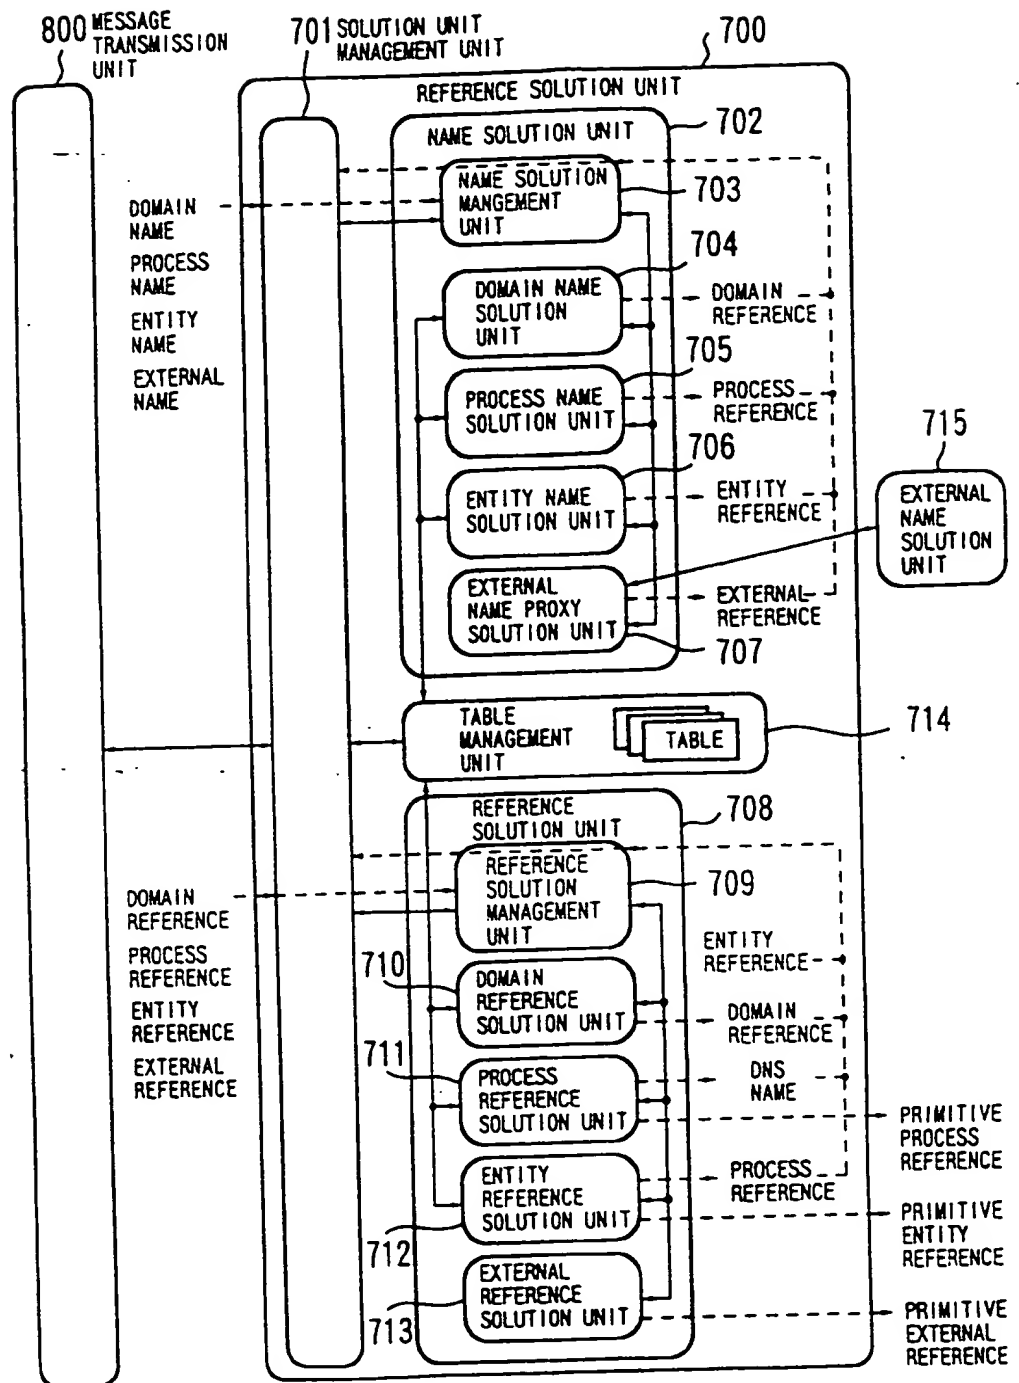 800 MESSAGE
TRANSMISSION
UNIT
701 SOLUTION UNIT
MANAGEMENT UNIT
700
REFERENCE SOLUTION UNIT
NAME SOLUTION UNIT
702
NAME SOLUTION
MANGEMENT
UNIT
703
DOMAIN
NAME
PROCESS
NAME
ENTITY
NAME
EXTERNAL
NAME
704
DOMAIN NAME
SOLUTION
UNIT
DOMAIN
REFERENCE
705
PROCESS NAME
SOLUTION UNIT
PROCESS
REFERENCE
706
ENTITY NAME
SOLUTION UNIT
ENTITY
REFERENCE
715
EXTERNAL
NAME
SOLUTION
UNIT
EXTERNAL
NAME PROXY
SOLUTION UNIT
EXTERNAL
REFERENCE
707
TABLE
MANAGEMENT
UNIT
TABLE
714
REFERENCE
SOLUTION UNIT
708
REFERENCE
SOLUTION
MANAGEMENT
UNIT
709
DOMAIN
REFERENCE
PROCESS
REFERENCE
ENTITY
REFERENCE
EXTERNAL
REFERENCE
ENTITY
REFERENCE
710
DOMAIN
REFERENCE
SOLUTION UNIT
DOMAIN
REFERENCE
711
PROCESS
REFERENCE
SOLUTION UNIT
DNS
NAME
PRIMITIVE
PROCESS
REFERENCE
ENTITY
REFERENCE
SOLUTION UNIT
PROCESS
REFERENCE
712
PRIMITIVE
ENTITY
REFERENCE
EXTERNAL
REFERENCE
SOLUTION UNIT
713
PRIMITIVE
EXTERNAL
REFERENCE